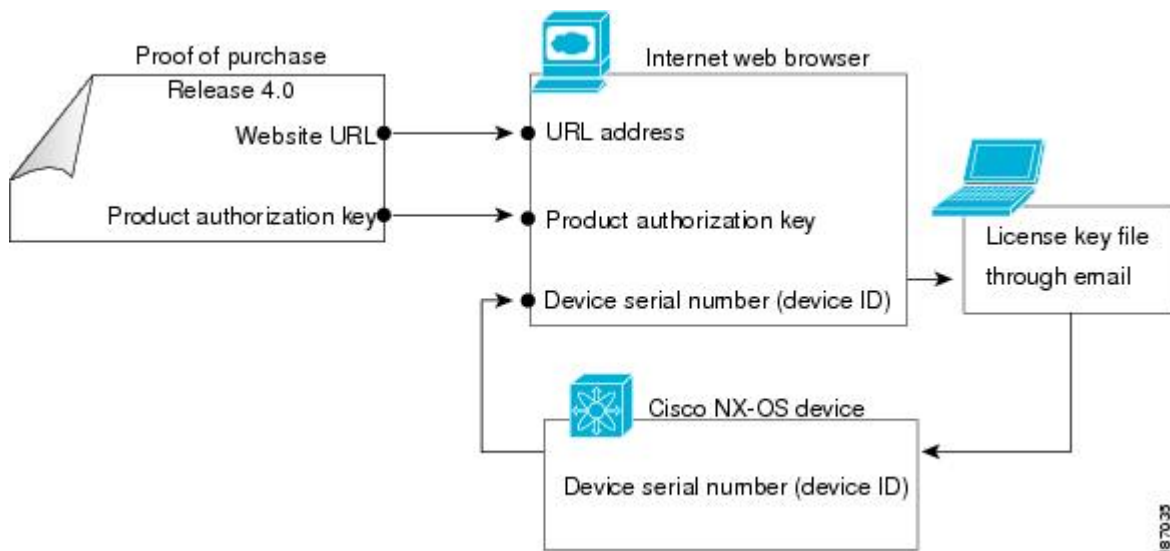 Proof of purchase
Release 4.0
Website URL
Product authorization key
Internet web browser
URL address
Product authorization key
Device serial number (device ID)
License key file
through email
Cisco NX-OS device
Device serial number (device ID)
87035